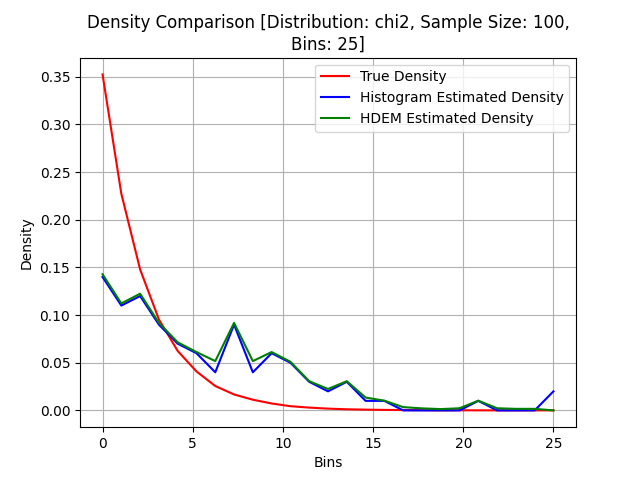 Density Comparison [Distribution: chi2, Sample Size: 100,
Bins: 25]
True Density
Histogram Estimated Density
HDEM Estimated Density
Density
0.35
0.30
0.25
0.20
0.15
0.10
0.05
0.00
0 5 10 15 20 25
Bins